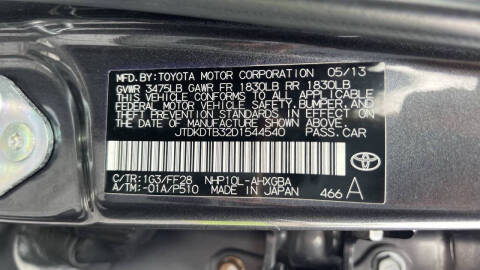 MFD.BY:TOYOTA MOTOR CORPORATION 05/13
GVWR 3475LB GAWR FR 1830LB RR 1830LB
THIS VEHICLE CONFORMS TO ALL APPLICABLE
FEDERAL MOTOR VEHICLE SAFETY, BUMPER, AND
THEFT PREVENTION STANDARDS IN EFFECT ON THE
DATE OF MANUFACTURE SHOWN ABOVE.
JTDKDTB32D1544540 PASS.CAR
C/TR:1G3/FF28 NHP10L-AHXGBA
A/TM:-01A/P510 MADE IN JAPAN 466 A
TOYOTA